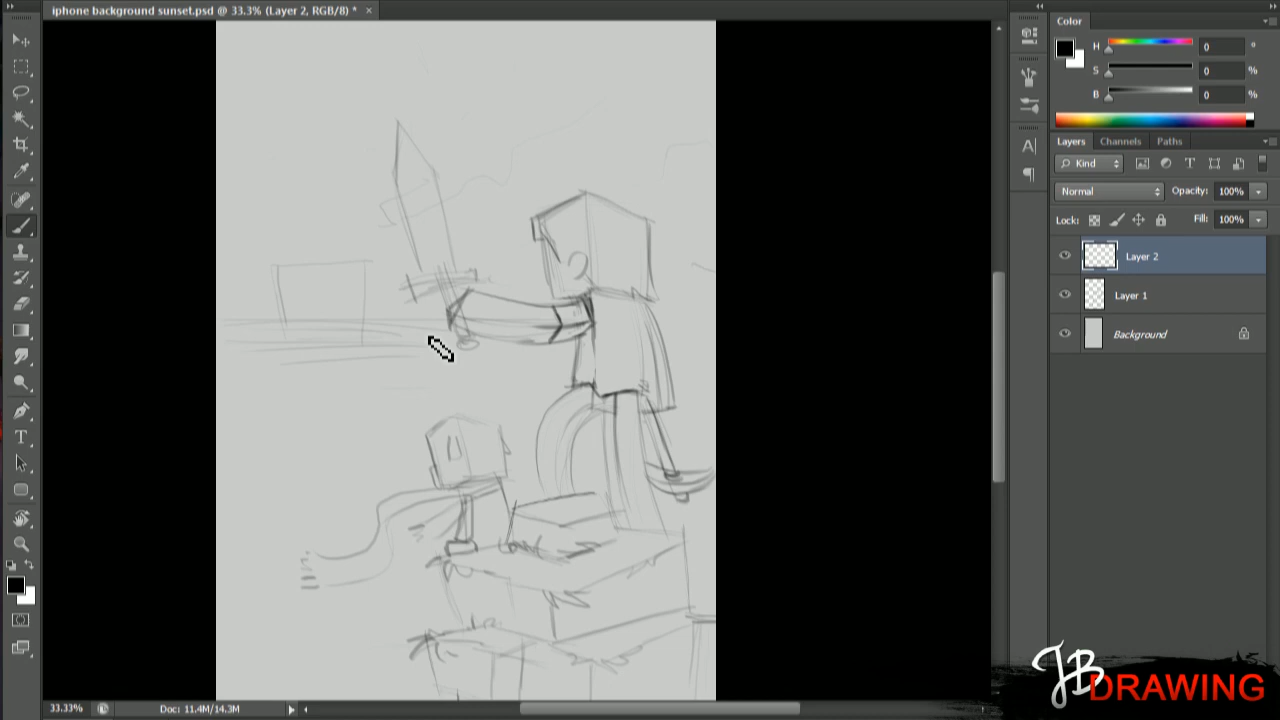 iphone background sunset.psd @ 33.3% (Layer 2, RGB/8) * ×
Color
H 0 °
S 0 %
B 0 %
Layers Channels Paths
Kind
Normal Opacity: 100%
Lock: Fill: 100%
Layer 2
Layer 1
Background
JB
DRAWING
33.33% Doc: 11.4M/14.3M